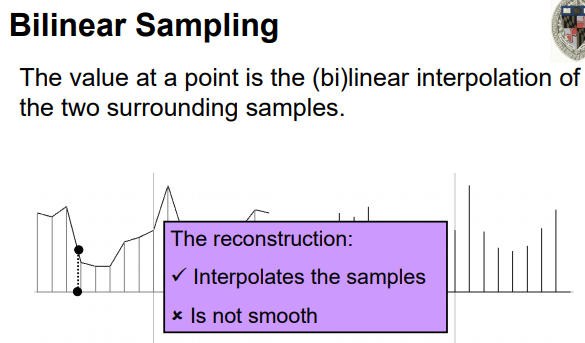 Bilinear Sampling
The value at a point is the (bi)linear interpolation of
the two surrounding samples.
The reconstruction:
✓ Interpolates the samples
× Is not smooth